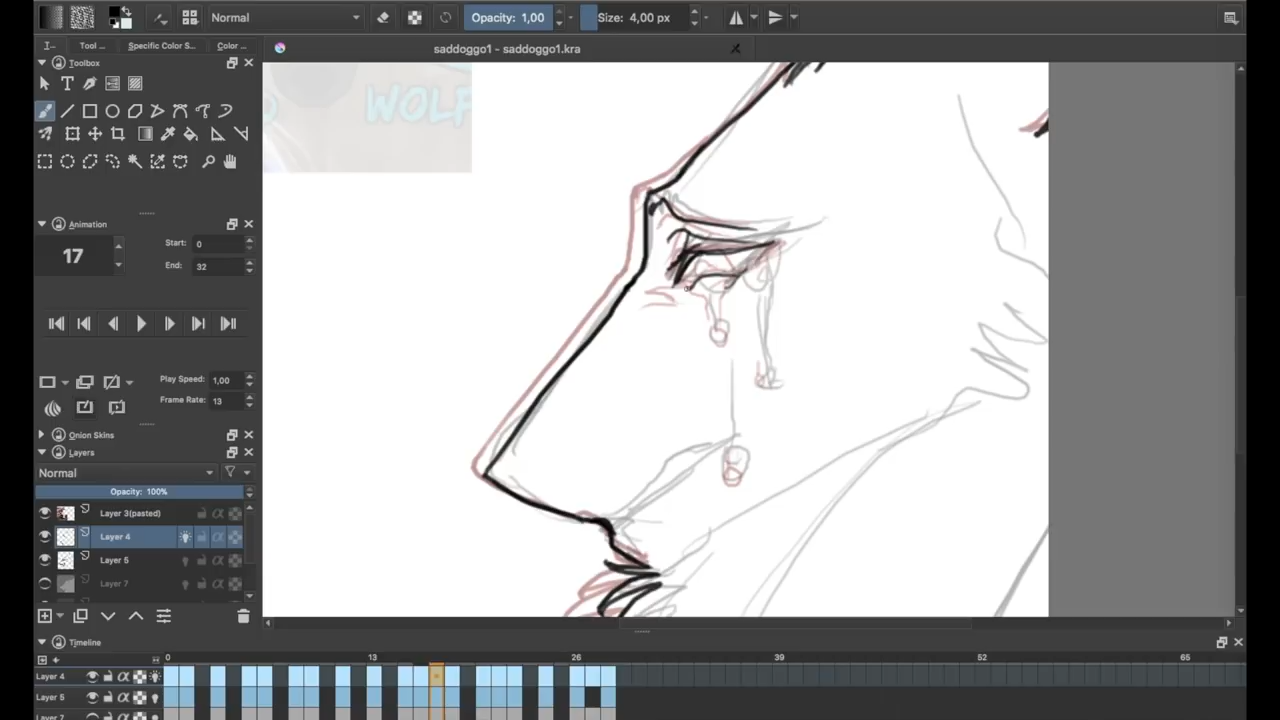 Normal
Opacity: 1,00
Size: 4,00 px
T...
Tool ...
Specific Color S...
Color ...
saddoggo1 - saddoggo1.kra
Toolbox
WOLF
Animation
17
Start:
0
End:
32
Play Speed:
1,00
Frame Rate:
13
Onion Skins
Layers
Normal
Opacity: 100%
Layer 3(pasted)
Layer 4
Layer 5
Layer 7
Timeline
0
13
26
39
52
65
Layer 4
Layer 5
Layer 7